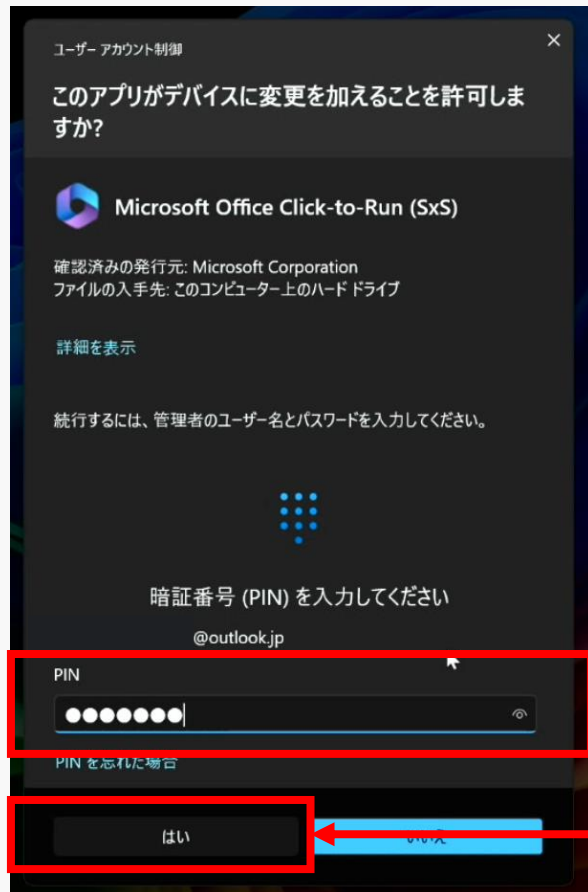 ユーザー アカウント制御
このアプリがデバイスに変更を加えることを許可しま
すか?
Microsoft Office Click-to-Run (SxS)
確認済みの発行元: Microsoft Corporation
ファイルの入手先: このコンピューター上のハード ドライブ
詳細を表示
続行するには、管理者のユーザー名とパスワードを入力してください。
暗証番号 (PIN) を入力してください
@outlook.jp
PIN
●●●●●●●
PIN を忘れた場合
はい
いいえ